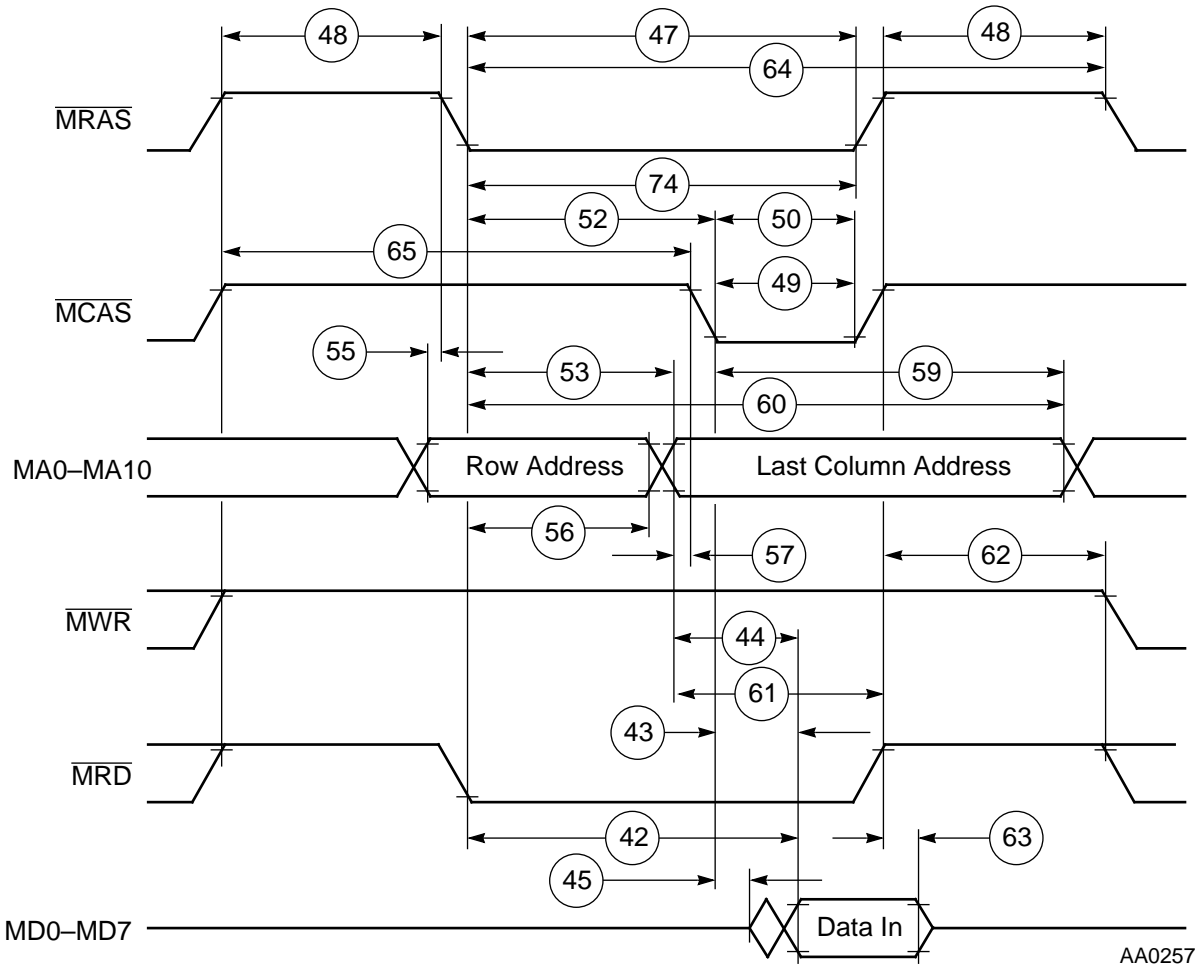 48
47
48
64
MRAS
74
52
50
65
49
MCAS
55
53
59
60
MA0–MA10
Row Address
Last Column Address
56
57
62
MWR
44
61
43
MRD
42
63
45
MD0–MD7
Data In
AA0257